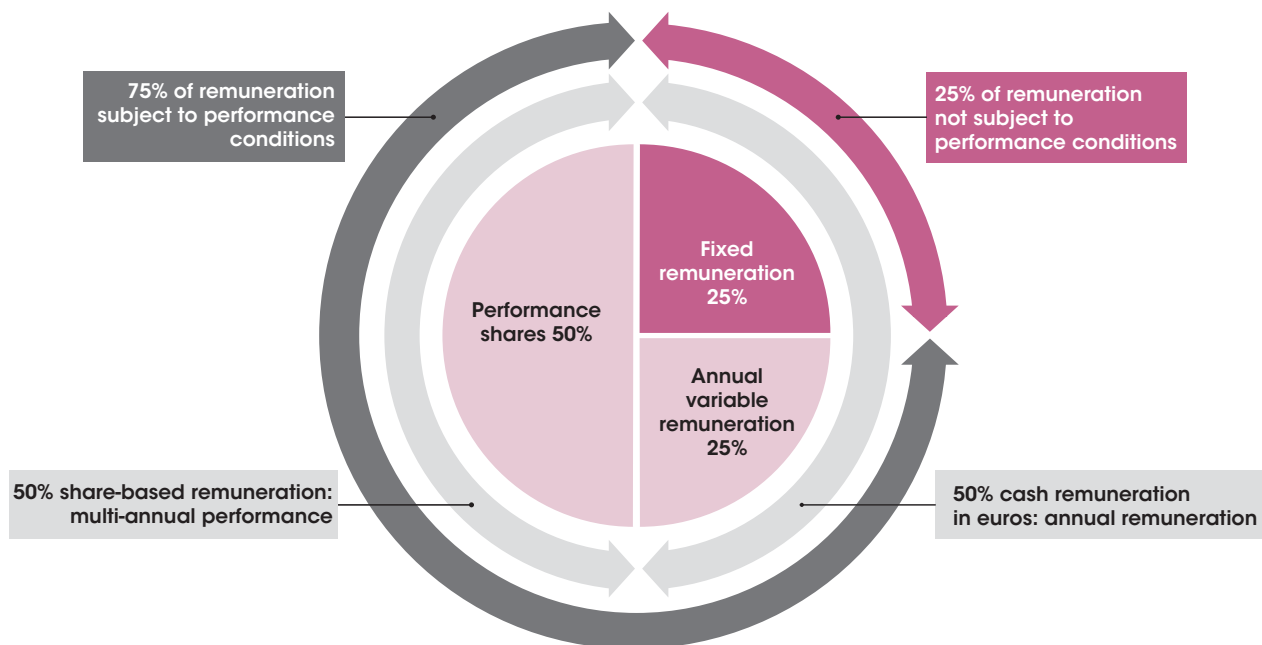 75% of remuneration
subject to performance
conditions
25% of remuneration
not subject to
performance conditions
Fixed
remuneration
25%
Performance
shares 50%
Annual
variable
remuneration
25%
50% share-based remuneration:
multi-annual performance
50% cash remuneration
in euros: annual remuneration